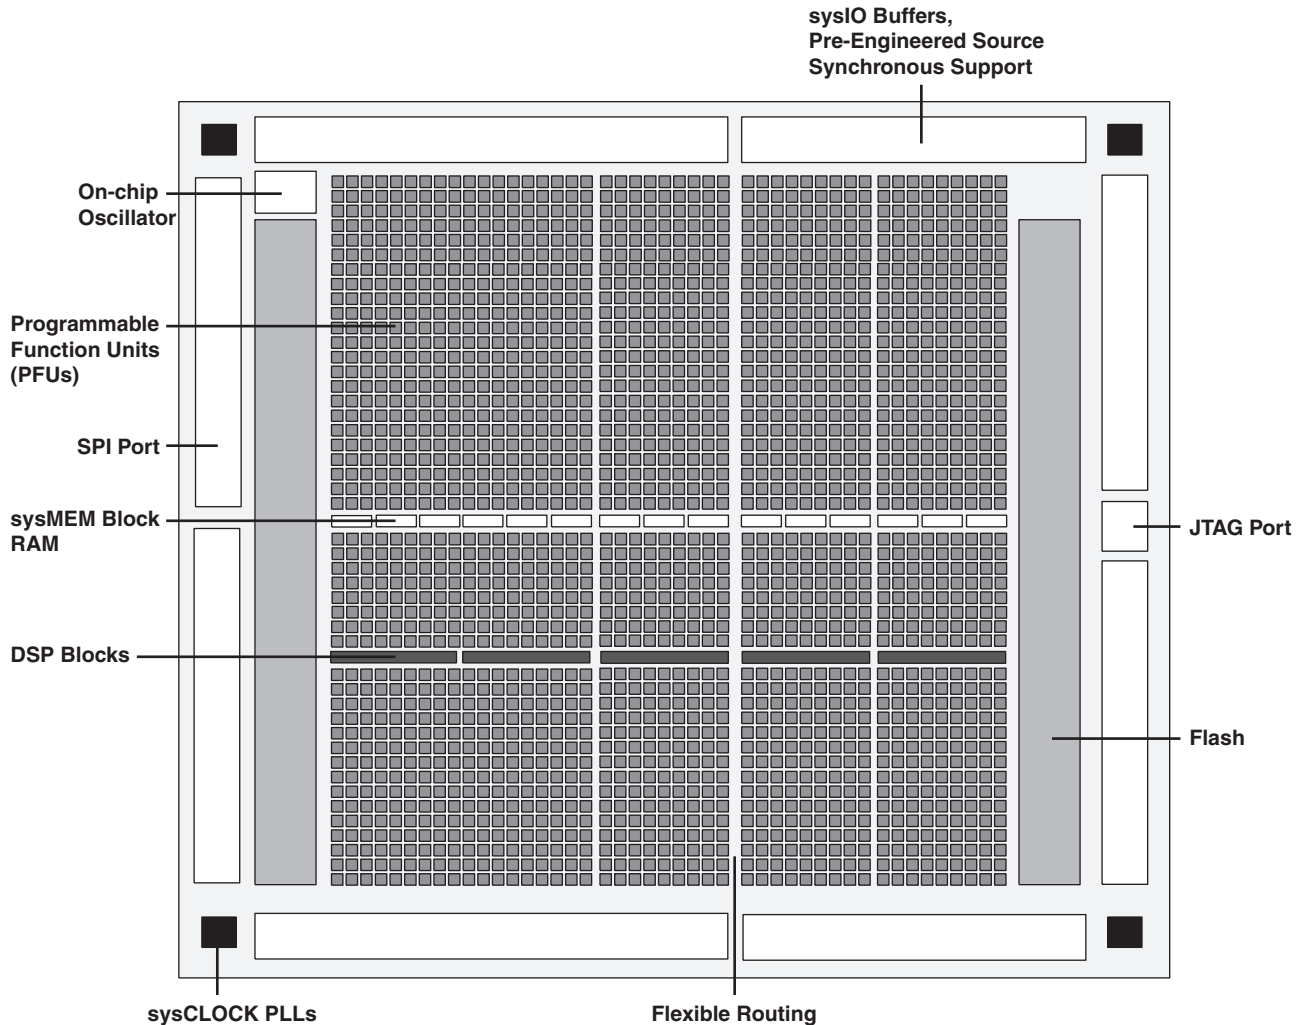 sysIO Buffers,
Pre-Engineered Source
Synchronous Support
On-chip
Oscillator
Programmable
Function Units
(PFUs)
SPI Port
sysMEM Block
RAM
JTAG Port
DSP Blocks
Flash
sysCLOCK PLLs
Flexible Routing